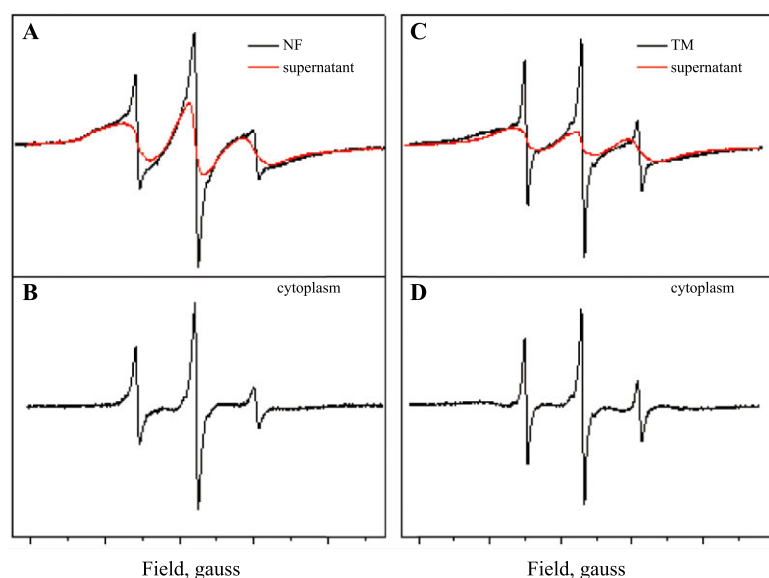 A
NF
supernatant
C
TM
supernatant
B
cytoplasm
D
cytoplasm
Field, gauss
Field, gauss